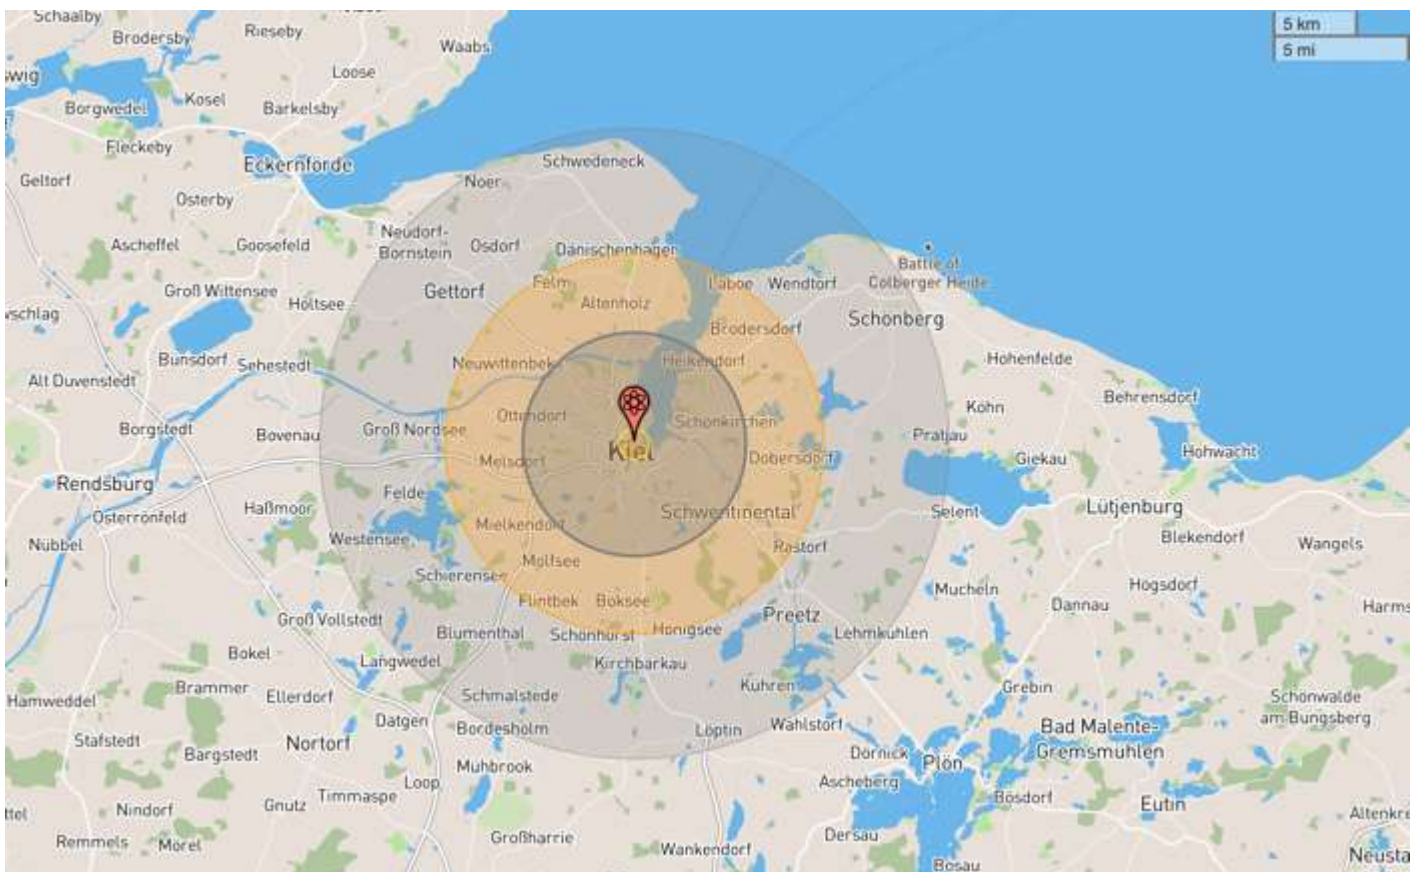 Schaalby
Brodersby
Rieseby
Waabs
5 km
5 mi
Loose
Borgwedel
Kosel
Barkelsby
Fleckeby
Eckernförde
Schwedeneck
Geltorf
Noer
Osterby
Neudorf-
Bornstein
Osdorf
Dänischenhagen
Ascheffel
Goosefeld
Battle of
Colberger Heide
Groß Wittensee
Holtsee
Gettorf
Felm
Altenholz
Laboe
Wendtorf
Schönberg
Brodersdorf
Bünsdorf
Sehestedt
Neuwittenbek
Heikendorf
Hohenfelde
Alt Duvenstedt
Behrensdorf
Köhn
Borgstedt
Bovenau
Groß Nordsee
Ottendorf
Schönkirchen
Pratjau
Kiel
Melsdorf
Dobersdorf
Giekau
Hohwacht
Rendsburg
Felde
Haßmoor
Osterrönfeld
Mielkendorf
Schwentinental
Selent
Lütjenburg
Nübbel
Westensee
Rastorf
Blekendorf
Wangels
Molfsee
Schierensee
Mucheln
Högsdorf
Flintbek
Boksee
Dannau
Groß Vollstedt
Preetz
Blumenthal
Schönhorst
Honigsee
Lehmkuhlen
Bokel
Langwedel
Kirchbarkau
Hamweddel
Brammer
Ellerdorf
Schmalstede
Kühren
Grebin
Schönwalde
am Bungsberg
Dätgen
Bordesholm
Löptin
Wahlstorf
Bad Malente-
Gremsmühlen
Stafstedt
Bargstedt
Nortorf
Dörnick
Plön
Mühbrook
Loop
Ascheberg
Timmaspe
Gnutz
Bösdorf
Eutin
Nindorf
Remmels
Mörel
Großharrie
Wankendorf
Dersau
Bosau